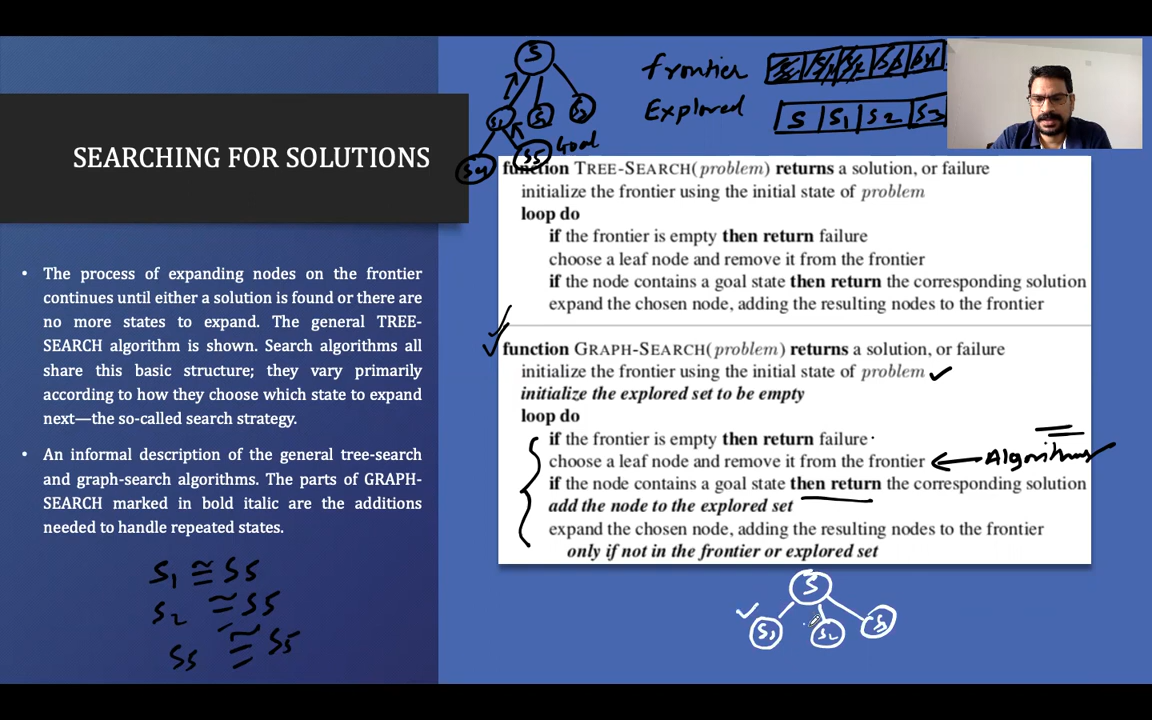 SEARCHING FOR SOLUTIONS
• The process of expanding nodes on the frontier
continues until either a solution is found or there are
no more states to expand. The general TREE-
SEARCH algorithm is shown. Search algorithms all
share this basic structure; they vary primarily
according to how they choose which state to expand
next—the so-called search strategy.
• An informal description of the general tree-search
and graph-search algorithms. The parts of GRAPH-
SEARCH marked in bold italic are the additions
needed to handle repeated states.
S1 ≅ S5
S2 ≅ S5
S5 ≅ S5
S
S1 S2 S3
S4 S5 Goal
frontier
Explored S S1 S2 S3
function TREE-SEARCH(problem) returns a solution, or failure
initialize the frontier using the initial state of problem
loop do
if the frontier is empty then return failure
choose a leaf node and remove it from the frontier
if the node contains a goal state then return the corresponding solution
expand the chosen node, adding the resulting nodes to the frontier
function GRAPH-SEARCH(problem) returns a solution, or failure
initialize the frontier using the initial state of problem
initialize the explored set to be empty
loop do
if the frontier is empty then return failure
choose a leaf node and remove it from the frontier ← Algorithms
if the node contains a goal state then return the corresponding solution
add the node to the explored set
expand the chosen node, adding the resulting nodes to the frontier
only if not in the frontier or explored set
S
S1 S2 S3